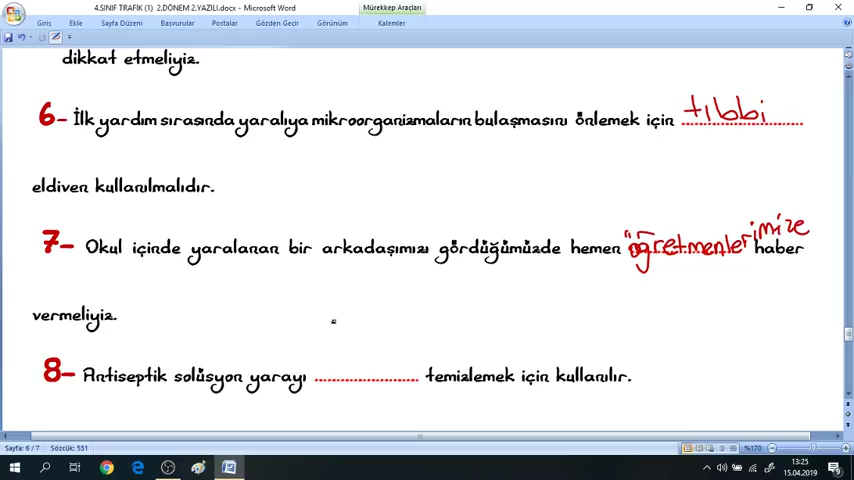 4.SINIF TRAFİK (1) 2.DÖNEM 2.YAZILI.docx - Microsoft Word
Mürekkep Araçları
Giriş Ekle Sayfa Düzeni Başvurular Postalar Gözden Geçir Görünüm Kalemler
dikkat etmeliyiz.
6- İlk yardım sırasında yaralıya mikroorganizmaların bulaşmasını önlemek için tıbbi
eldiven kullanılmalıdır.
7- Okul içinde yaralanan bir arkadaşımızı gördüğümüzde hemen öğretmenlerimize haber
vermeliyiz.
8- Antiseptik solüsyon yarayı .......................... temizlemek için kullanılır.
Sayfa: 6 / 7 Sözcük: 551 %170
13:25
15.04.2019